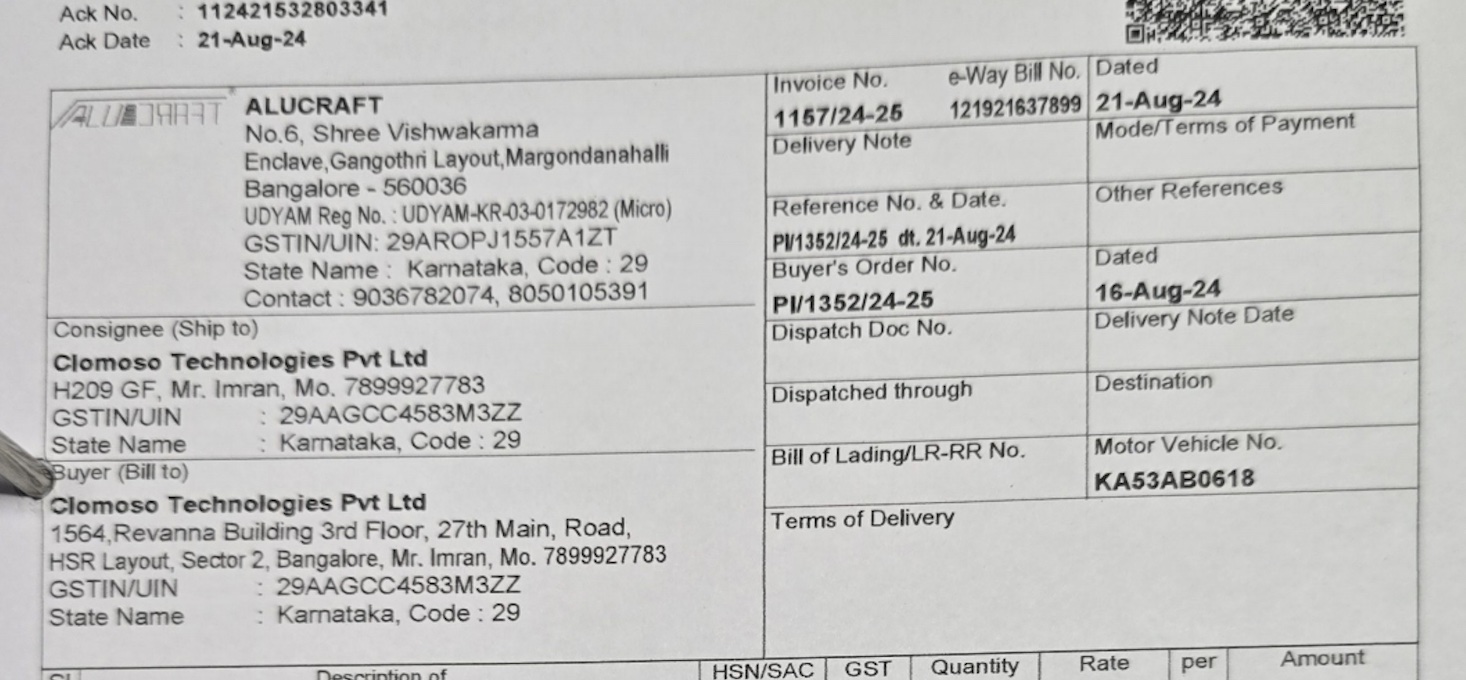 Ack No. : 112421532803341
Ack Date : 21-Aug-24
ALUCRAFT
ALUCRAFT
No.6, Shree Vishwakarma
Enclave,Gangothri Layout,Margondanahalli
Bangalore - 560036
UDYAM Reg No. : UDYAM-KR-03-0172982 (Micro)
GSTIN/UIN: 29AROPJ1557A1ZT
State Name : Karnataka, Code : 29
Contact : 9036782074, 8050105391
Consignee (Ship to)
Clomoso Technologies Pvt Ltd
H209 GF, Mr. Imran, Mo. 7899927783
GSTIN/UIN : 29AAGCC4583M3ZZ
State Name : Karnataka, Code : 29
Buyer (Bill to)
Clomoso Technologies Pvt Ltd
1564,Revanna Building 3rd Floor, 27th Main, Road,
HSR Layout, Sector 2, Bangalore, Mr. Imran, Mo. 7899927783
GSTIN/UIN : 29AAGCC4583M3ZZ
State Name : Karnataka, Code : 29
Invoice No. e-Way Bill No. Dated
1157/24-25 121921637899 21-Aug-24
Delivery Note Mode/Terms of Payment
Reference No. & Date. Other References
PI/1352/24-25 dt. 21-Aug-24
Buyer's Order No. Dated
PI/1352/24-25 16-Aug-24
Dispatch Doc No. Delivery Note Date
Dispatched through Destination
Bill of Lading/LR-RR No. Motor Vehicle No.
KA53AB0618
Terms of Delivery
Description of HSN/SAC GST Quantity Rate per Amount